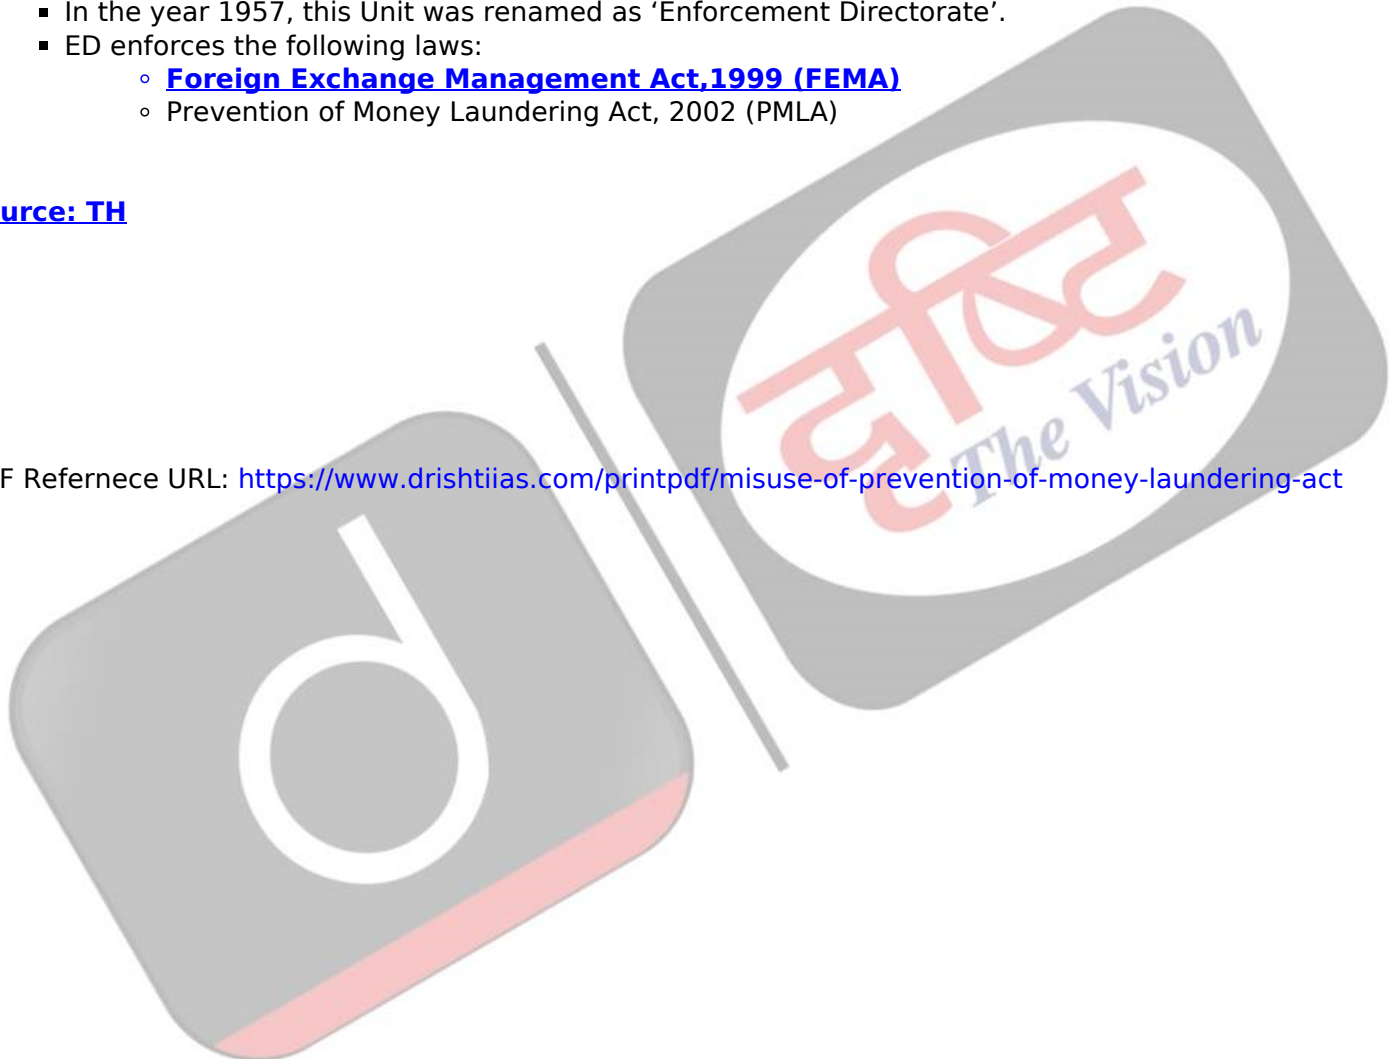 ▪ In the year 1957, this Unit was renamed as ‘Enforcement Directorate’.
▪ ED enforces the following laws:
◦ Foreign Exchange Management Act,1999 (FEMA)
◦ Prevention of Money Laundering Act, 2002 (PMLA)
urce: TH
F Refernece URL: https://www.drishtiias.com/printpdf/misuse-of-prevention-of-money-laundering-act
दृष्टि
The Vision
d